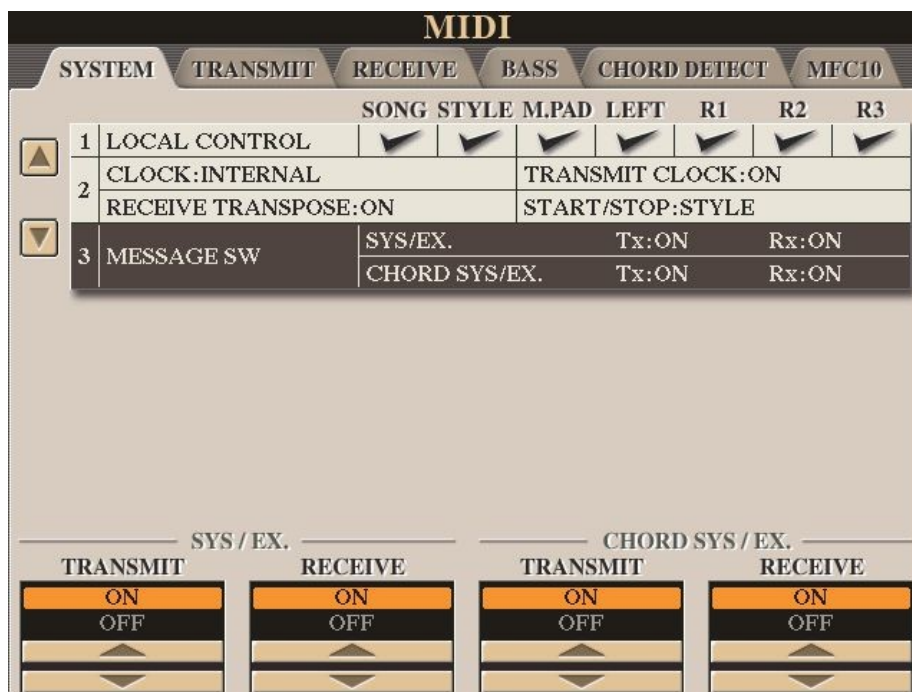 MIDI
SYSTEM TRANSMIT RECEIVE BASS CHORD DETECT MFC10
SONG STYLE M.PAD LEFT R1 R2 R3
1 LOCAL CONTROL
2 CLOCK:INTERNAL TRANSMIT CLOCK:ON
RECEIVE TRANSPOSE:ON START/STOP:STYLE
3 MESSAGE SW SYS/EX. Tx:ON Rx:ON
CHORD SYS/EX. Tx:ON Rx:ON
SYS / EX. CHORD SYS / EX.
TRANSMIT RECEIVE TRANSMIT RECEIVE
ON ON ON ON
OFF OFF OFF OFF